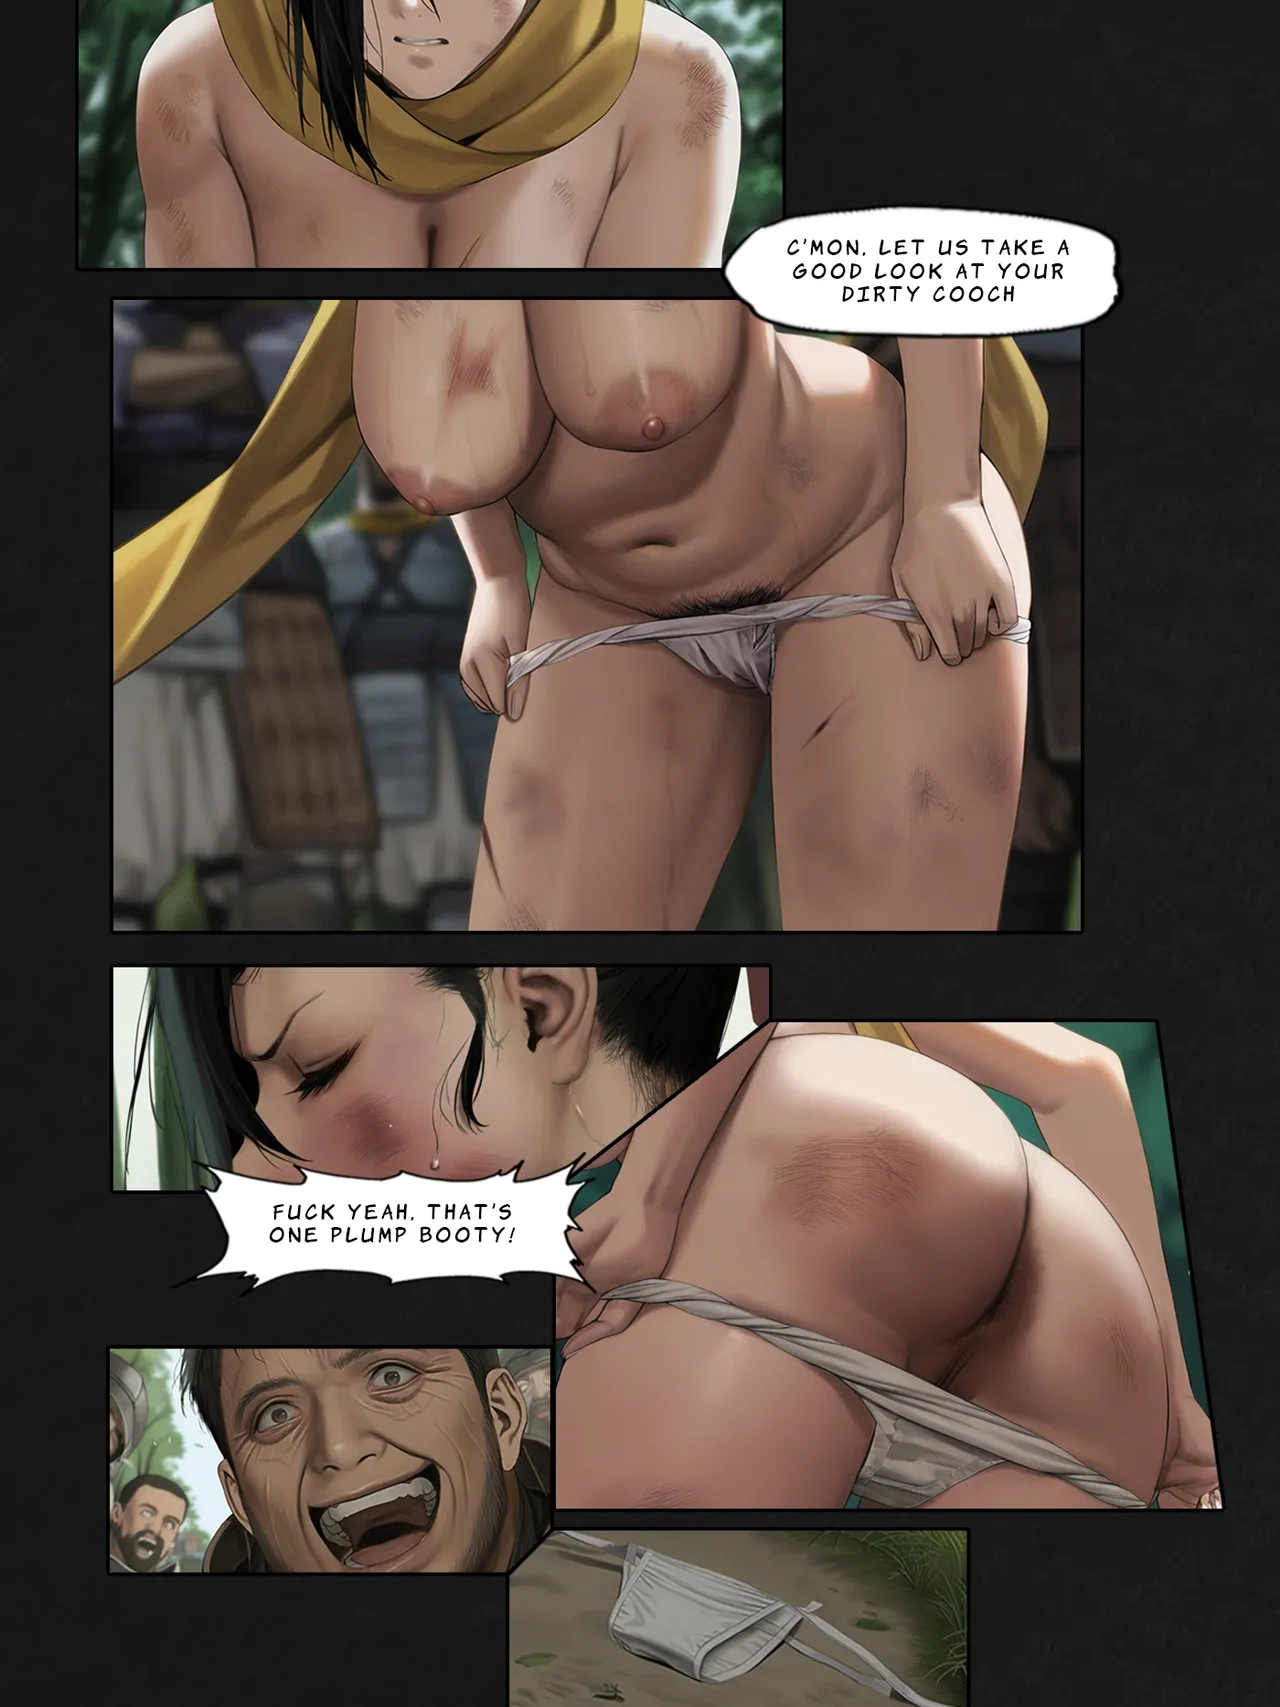 C'MON, LET US TAKE A
GOOD LOOK AT YOUR
DIRTY COOCH
FUCK YEAH, THAT'S
ONE PLUMP BOOTY!